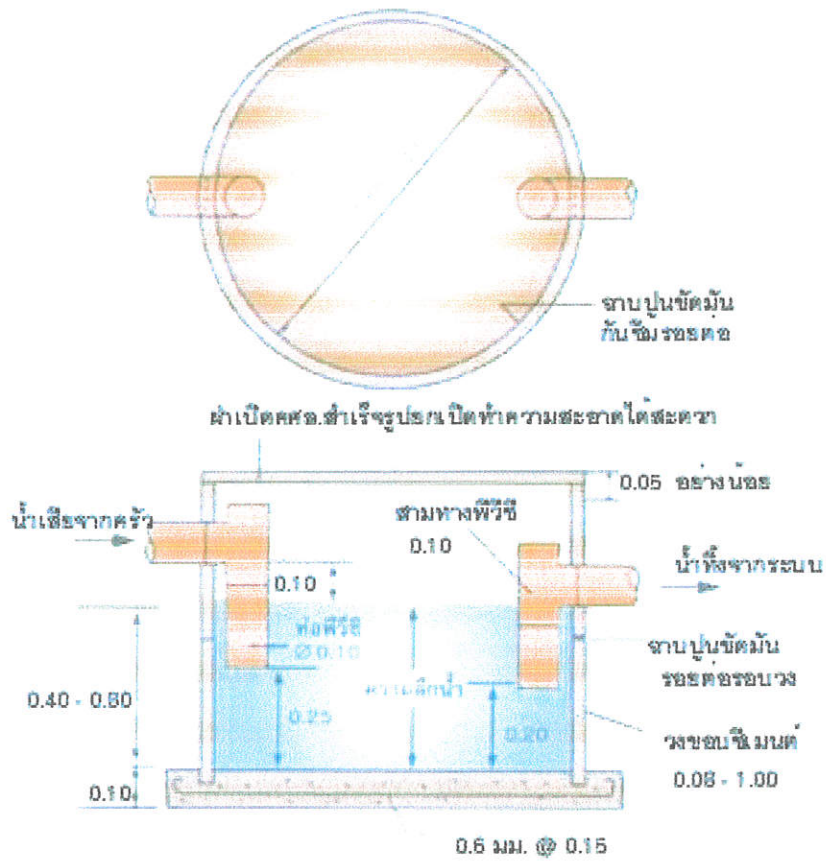 ฉาบปูนขัดมัน
กันซึมรอยต่อ
ฝาเปิดคสล.สำเร็จรูปยกเปิดทำความสะอาดได้สะดวก
0.05 อย่างน้อย
น้ำเสียจากครัว
สามทางพีวีซี
0.10
น้ำทิ้งจากระบบ
0.10
ท่อพีวีซี
Ø 0.10
ฉาบปูนขัดมัน
รอยต่อรอบวง
ความลึกน้ำ
0.40 - 0.60
0.25
0.20
วงขอบซีเมนต์
0.08 - 1.00
0.10
0.6 มม. @ 0.15